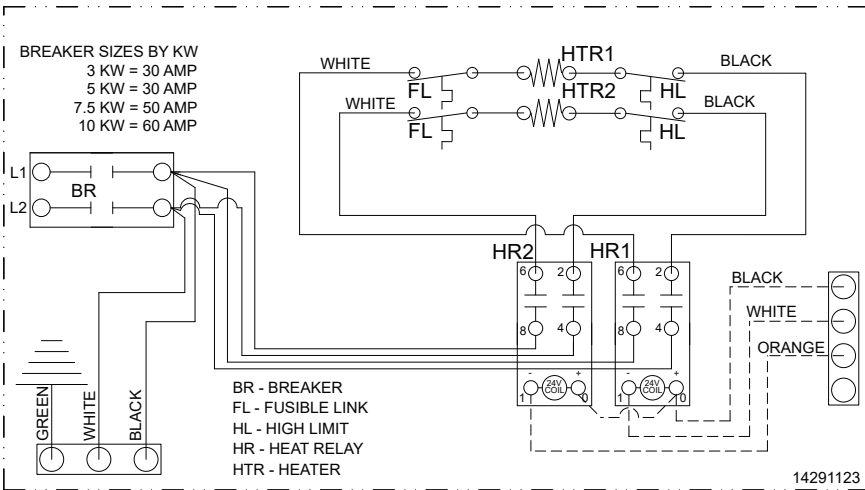 BREAKER SIZES BY KW
3 KW = 30 AMP
5 KW = 30 AMP
7.5 KW = 50 AMP
10 KW = 60 AMP
WHITE
FL
HTR1
HL
BLACK
WHITE
FL
HTR2
HL
BLACK
L1
BR
L2
HR2
HR1
6
2
6
2
8
4
8
4
- 24V COIL +
1
0
- 24V COIL +
1
0
BLACK
WHITE
ORANGE
GREEN
WHITE
BLACK
BR - BREAKER
FL - FUSIBLE LINK
HL - HIGH LIMIT
HR - HEAT RELAY
HTR - HEATER
14291123